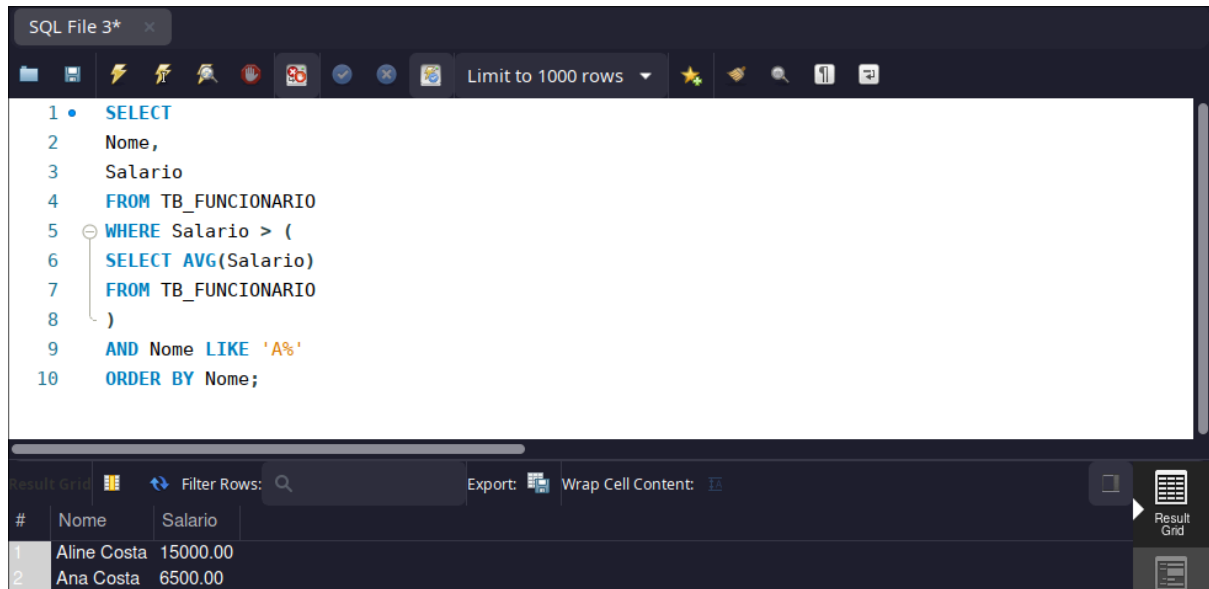 SQL File 3* ×
Limit to 1000 rows
1 SELECT
2 Nome,
3 Salario
4 FROM TB_FUNCIONARIO
5 WHERE Salario > (
6 SELECT AVG(Salario)
7 FROM TB_FUNCIONARIO
8 )
9 AND Nome LIKE 'A%'
10 ORDER BY Nome;
Result Grid Filter Rows: Export: Wrap Cell Content:
Result
Grid
# Nome Salario
1 Aline Costa 15000.00
2 Ana Costa 6500.00